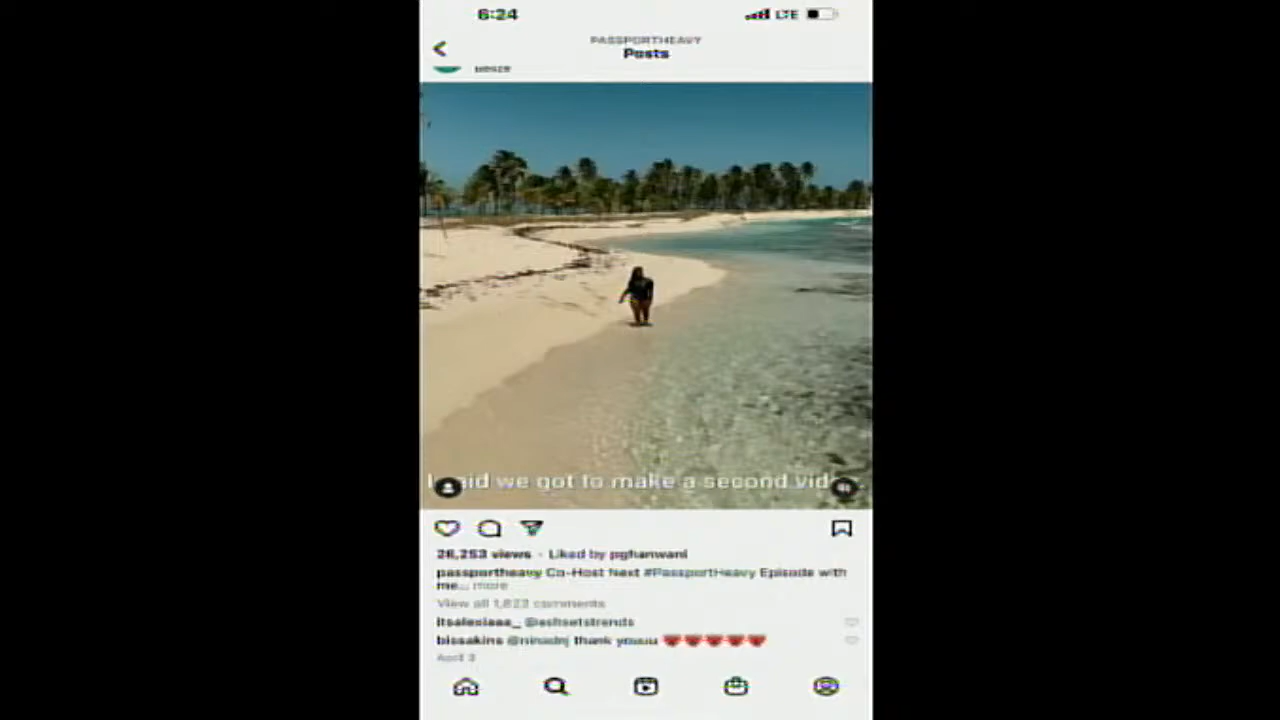 6:24 LTE
PASSPORTHEAVY
Posts
Belize
said we got to make a second vid
26,253 views · Liked by pghanwani
passportheavy Co-Host Next #PassportHeavy Episode with
me... more
View all 1,823 comments
@ashsetstrends
bissakins @ninadnj thank youuu
April 3